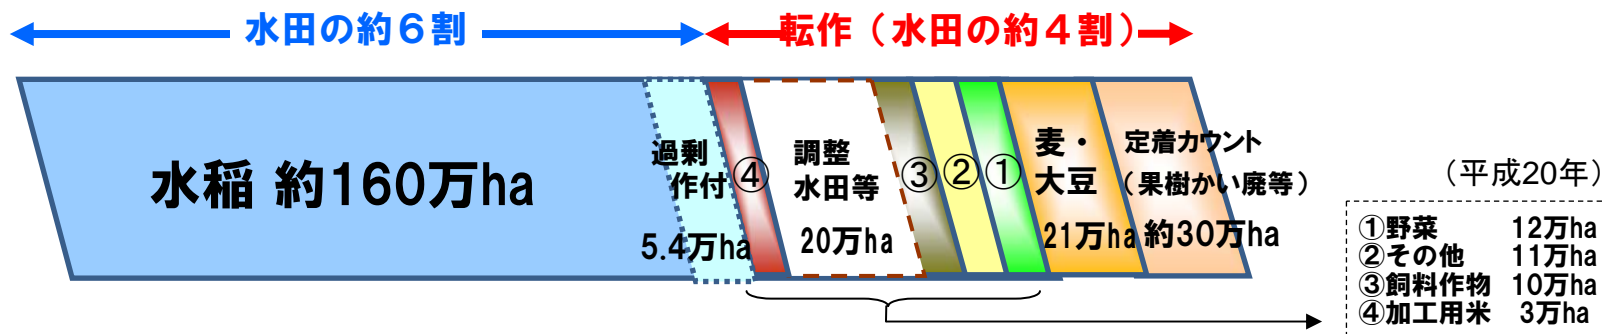 水田の約6割
転作（水田の約４割）
水稲 約160万ha
過剰
作付
5.4万ha
④
調整
水田等
20万ha
③
②
①
麦・
大豆
21万ha
定着カウント
（果樹かい廃等）
約30万ha
（平成20年）
①野菜 12万ha
②その他 11万ha
③飼料作物 10万ha
④加工用米 3万ha